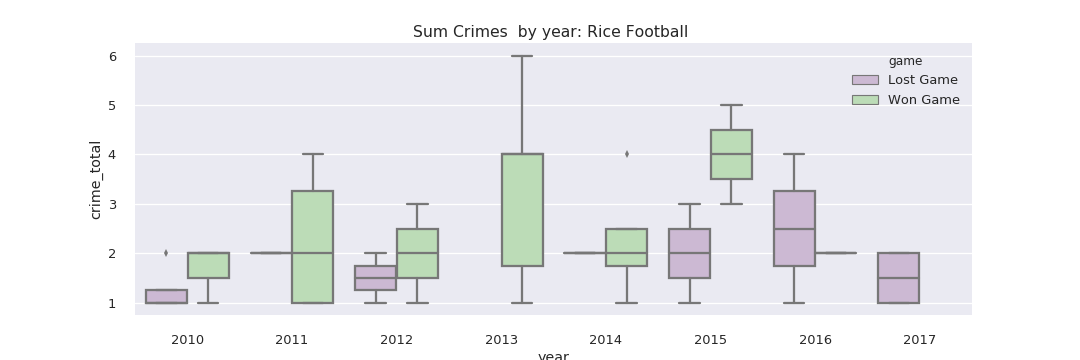 Sum Crimes  by year: Rice Football
game
Lost Game
Won Game
crime_total
6
5
4
3
2
1
2010 2011 2012 2013 2014 2015 2016 2017
year